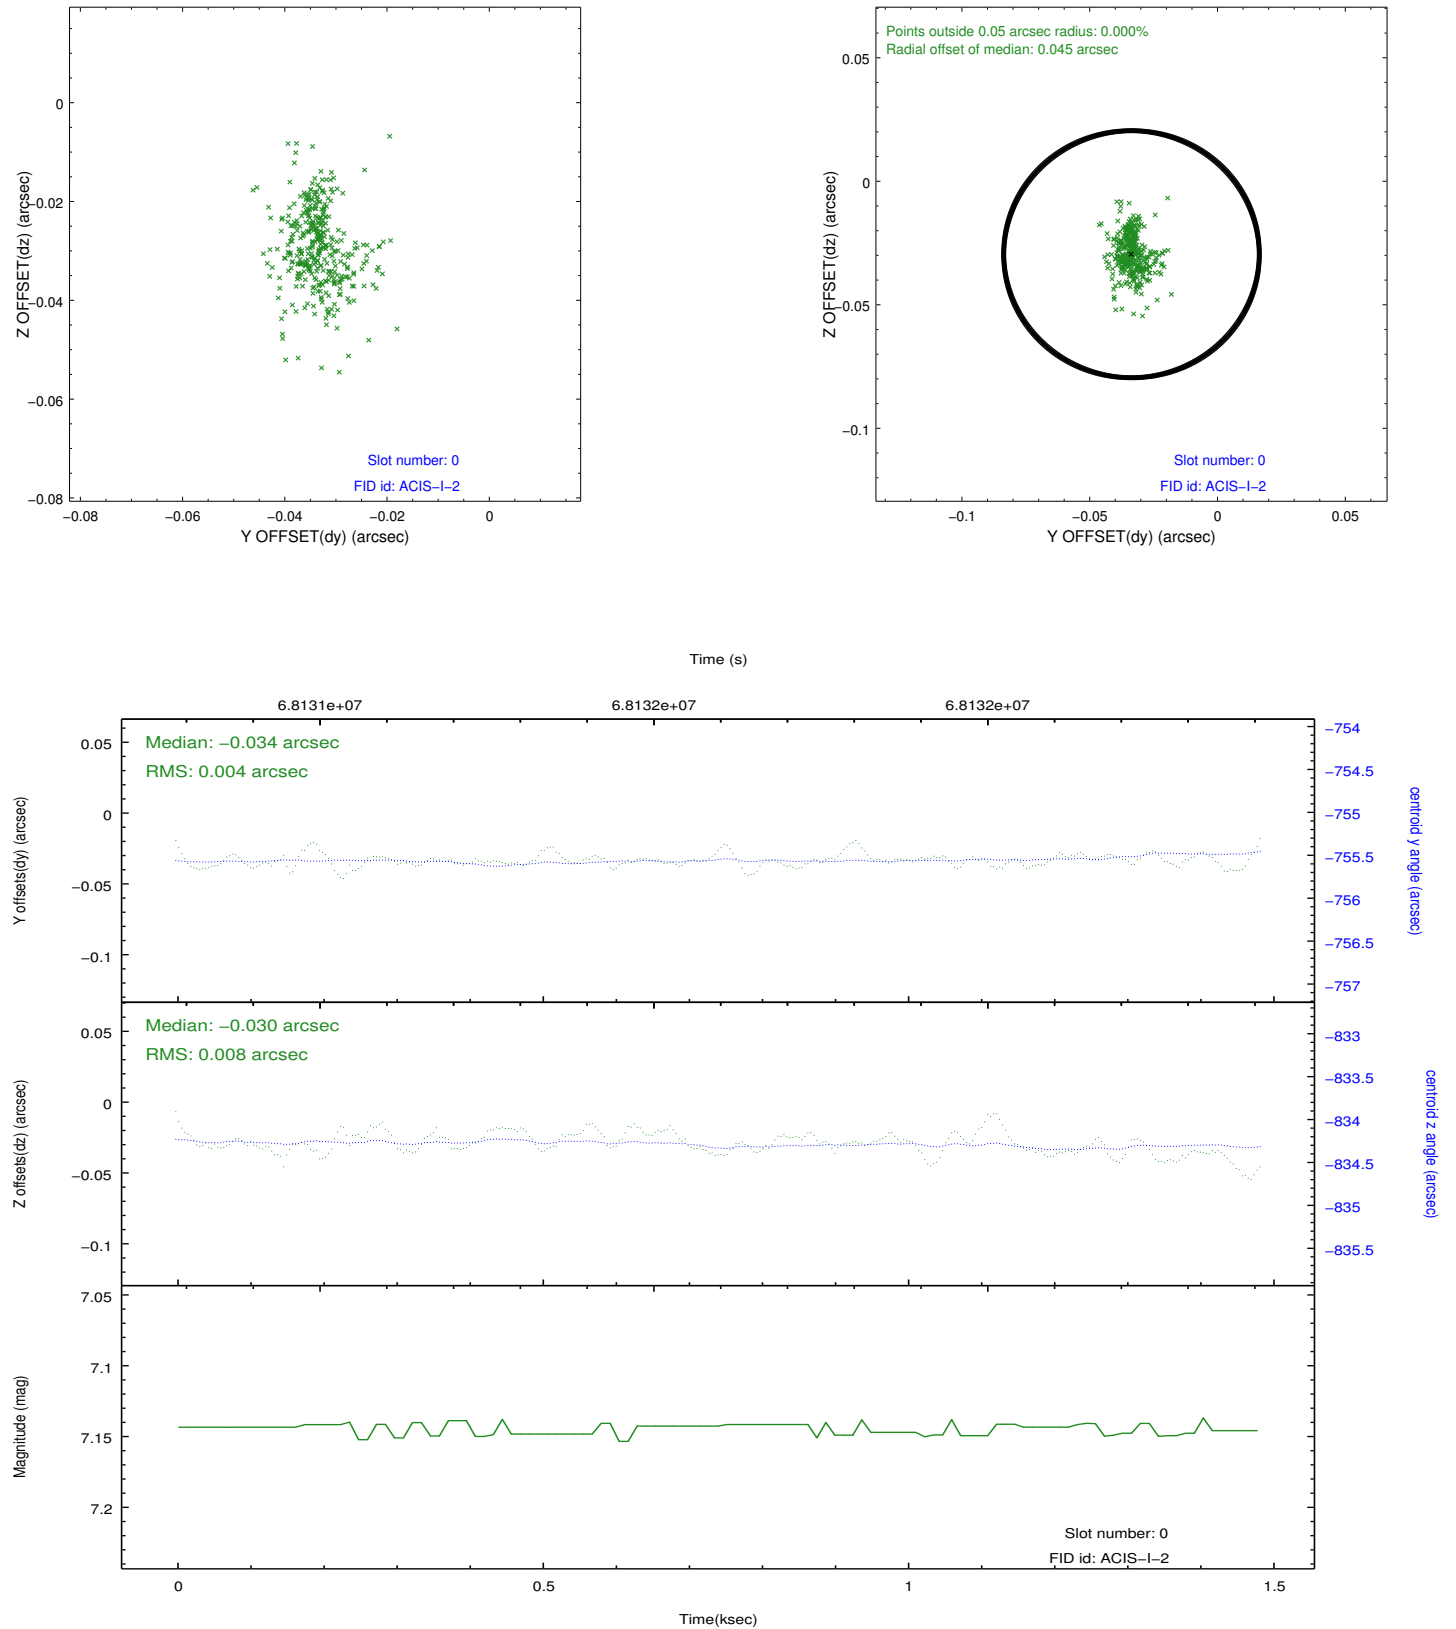 0
−0.02
−0.04
−0.06
−0.08
Z OFFSET(dz) (arcsec)
Slot number: 0
FID id: ACIS−I−2
−0.08
−0.06
−0.04
−0.02
0
Y OFFSET(dy) (arcsec)
Points outside 0.05 arcsec radius: 0.000%
Radial offset of median: 0.045 arcsec
0.05
0
−0.05
−0.1
Z OFFSET(dz) (arcsec)
Slot number: 0
FID id: ACIS−I−2
−0.1
−0.05
0
0.05
Y OFFSET(dy) (arcsec)
Time (s)
6.8131e+07
6.8132e+07
6.8132e+07
Median: −0.034 arcsec
RMS: 0.004 arcsec
0.05
0
−0.05
−0.1
Y offsets(dy) (arcsec)
−754
−754.5
−755
−755.5
−756
−756.5
−757
centroid y angle (arcsec)
Median: −0.030 arcsec
RMS: 0.008 arcsec
0.05
0
−0.05
−0.1
Z offsets(dz) (arcsec)
−833
−833.5
−834
−834.5
−835
−835.5
centroid z angle (arcsec)
7.05
7.1
7.15
7.2
Magnitude (mag)
Slot number: 0
FID id: ACIS−I−2
0
0.5
1
1.5
Time(ksec)